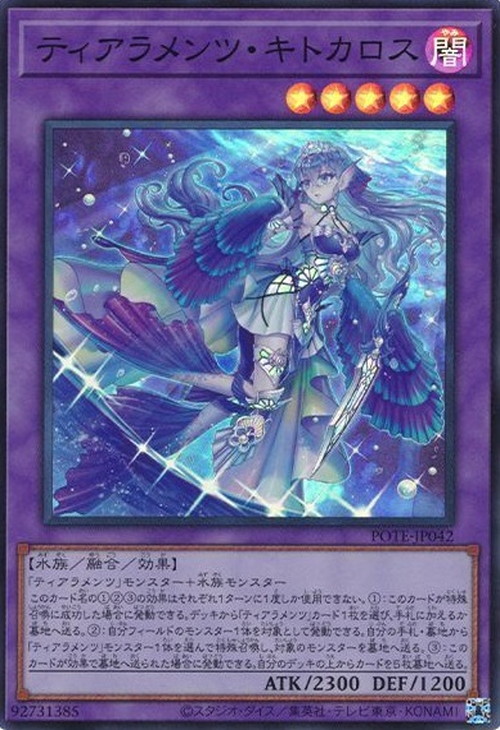 ティアラメンツ・キトカロス 闇
POTE-JP042
【水族/融合/効果】
「ティアラメンツ」モンスター+水族モンスター
このカード名の①②③の効果はそれぞれ1ターンに1度しか使用できない。①:このカードが特殊
召喚に成功した場合に発動できる。デッキから「ティアラメンツ」カード1枚を選び、手札に加えるか
墓地へ送る。②:自分フィールドのモンスター1体を対象として発動できる。自分の手札・墓地から
「ティアラメンツ」モンスター1体を選んで特殊召喚し、対象のモンスターを墓地へ送る。③:この
カードが効果で墓地へ送られた場合に発動できる。自分のデッキの上からカードを5枚墓地へ送る。
ATK/2300 DEF/1200
92731385 ©スタジオ・ダイス/集英社・テレビ東京・KONAMI